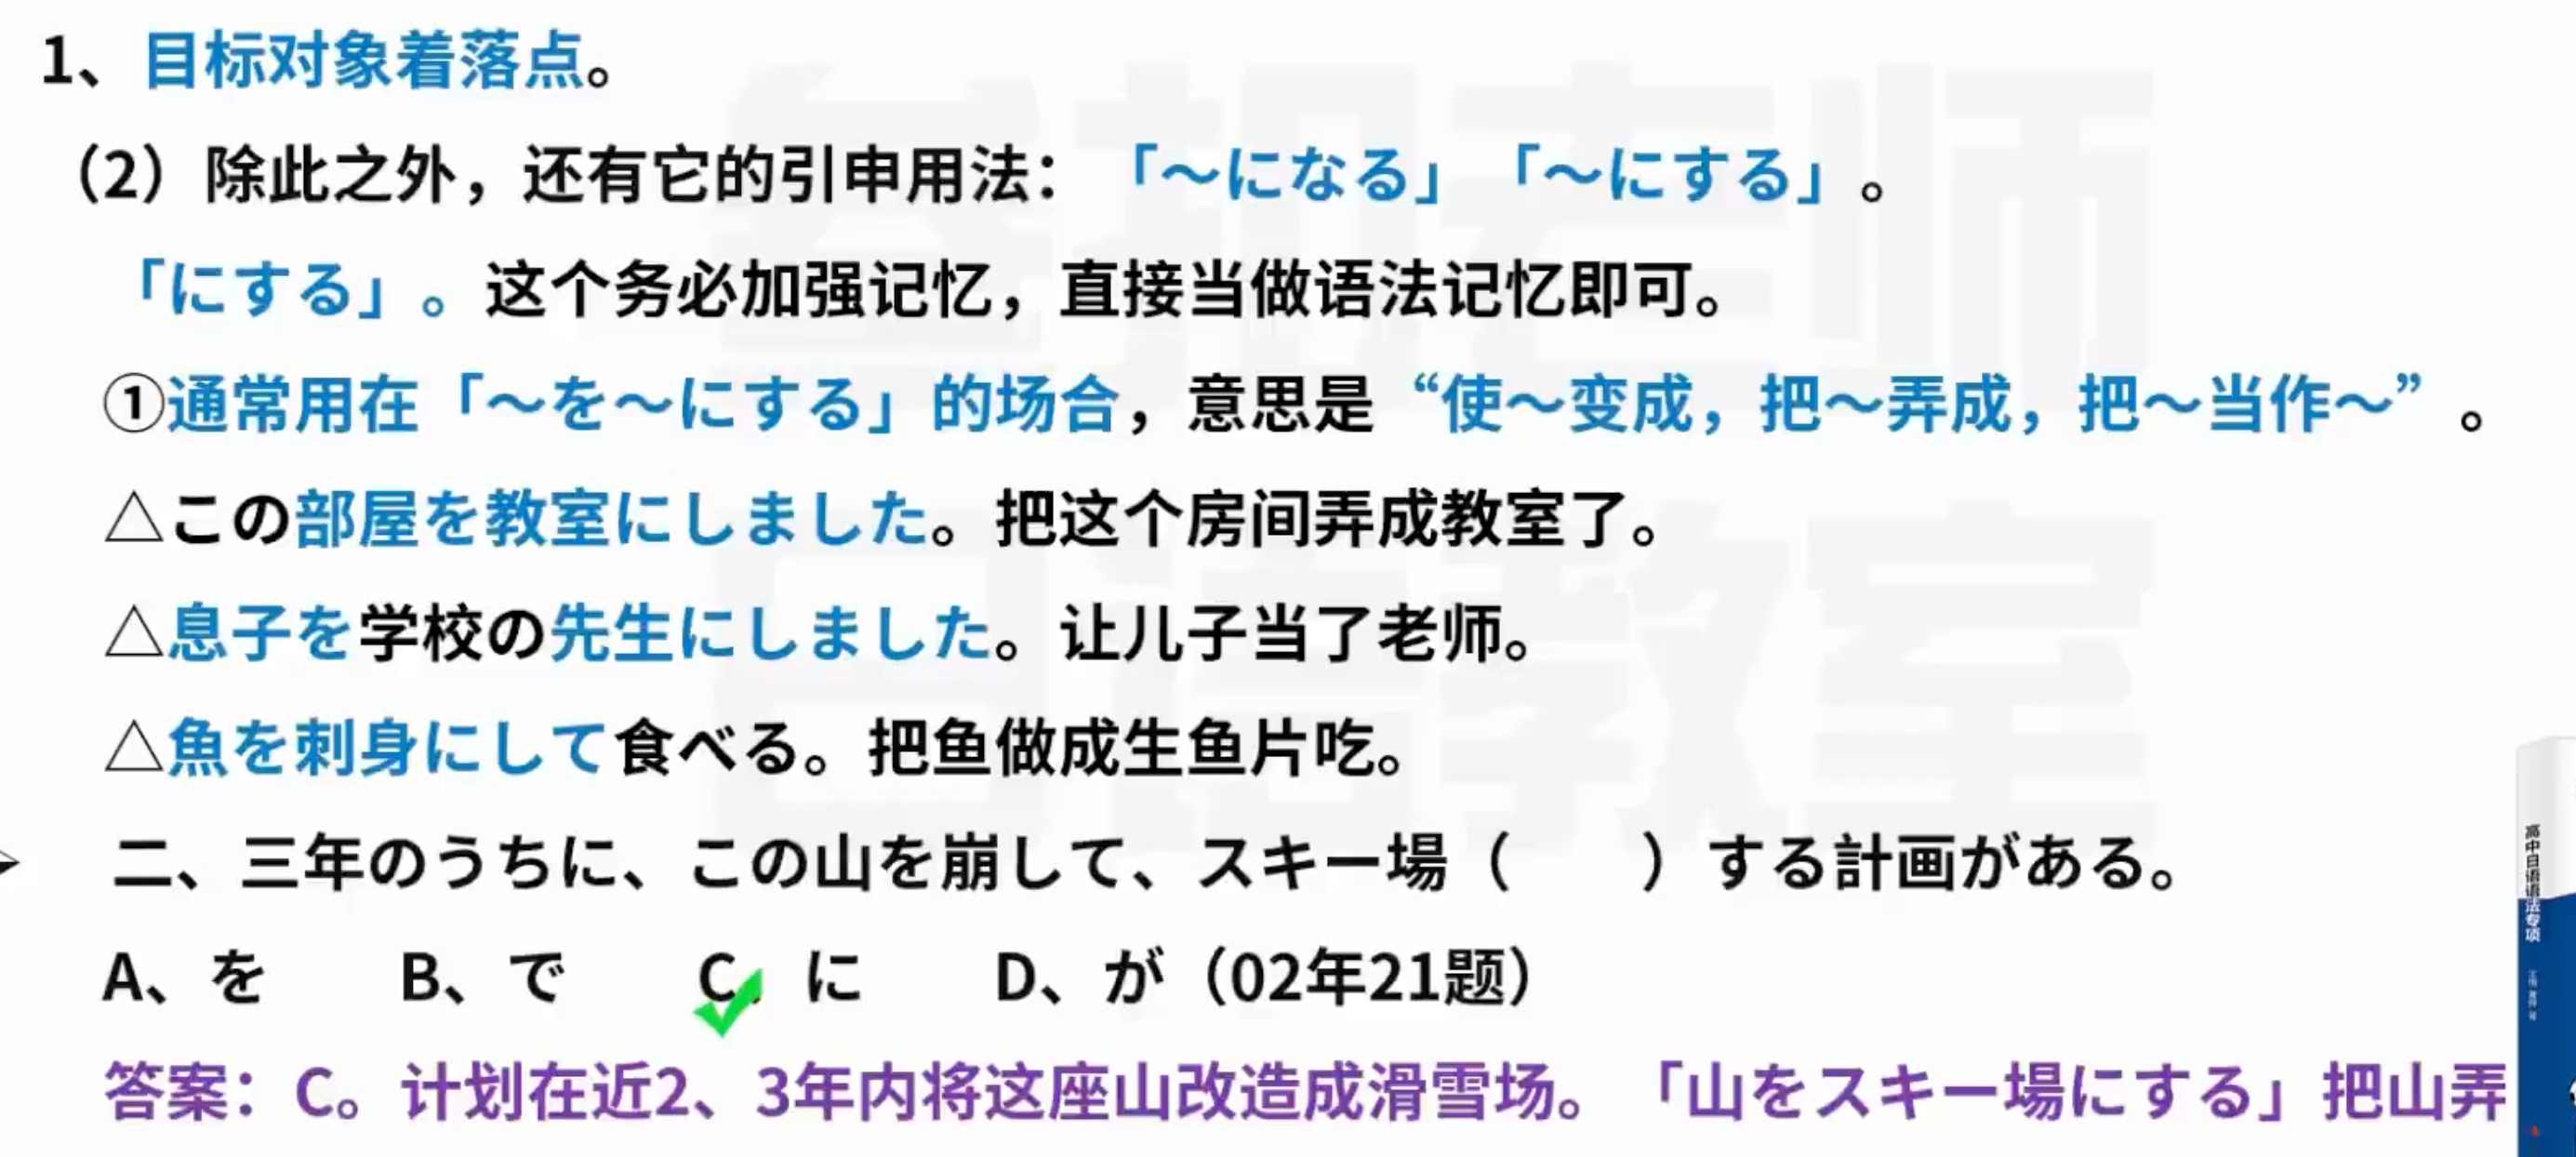 1、目标对象着落点。
（2）除此之外，还有它的引申用法：「～になる」「～にする」。
「にする」。这个务必加强记忆，直接当做语法记忆即可。
①通常用在「～を～にする」的场合，意思是“使～变成，把～弄成，把～当作～”。
△この部屋を教室にしました。把这个房间弄成教室了。
△息子を学校の先生にしました。让儿子当了老师。
△魚を刺身にして食べる。把鱼做成生鱼片吃。
二、三年のうちに、この山を崩して、スキー場（　　）する計画がある。
A、を　　B、で　　C、に　　D、が（02年21题）
答案：C。计划在近2、3年内将这座山改造成滑雪场。「山をスキー場にする」把山弄
高中日语语法专项